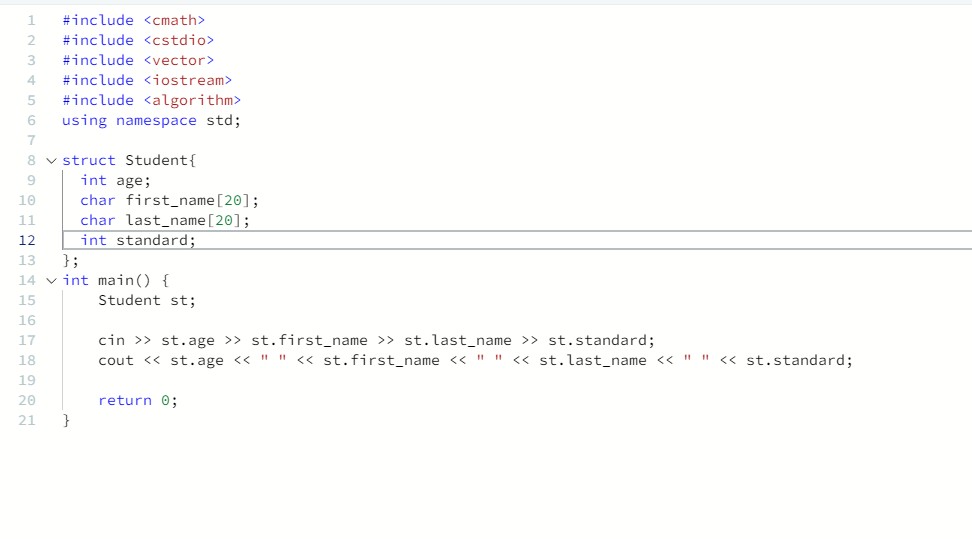 1 #include <cmath>
2 #include <cstdio>
3 #include <vector>
4 #include <iostream>
5 #include <algorithm>
6 using namespace std;
7
8 struct Student{
9   int age;
10   char first_name[20];
11   char last_name[20];
12   int standard;
13 };
14 int main() {
15     Student st;
16
17     cin >> st.age >> st.first_name >> st.last_name >> st.standard;
18     cout << st.age << " " << st.first_name << " " << st.last_name << " " << st.standard;
19
20     return 0;
21 }